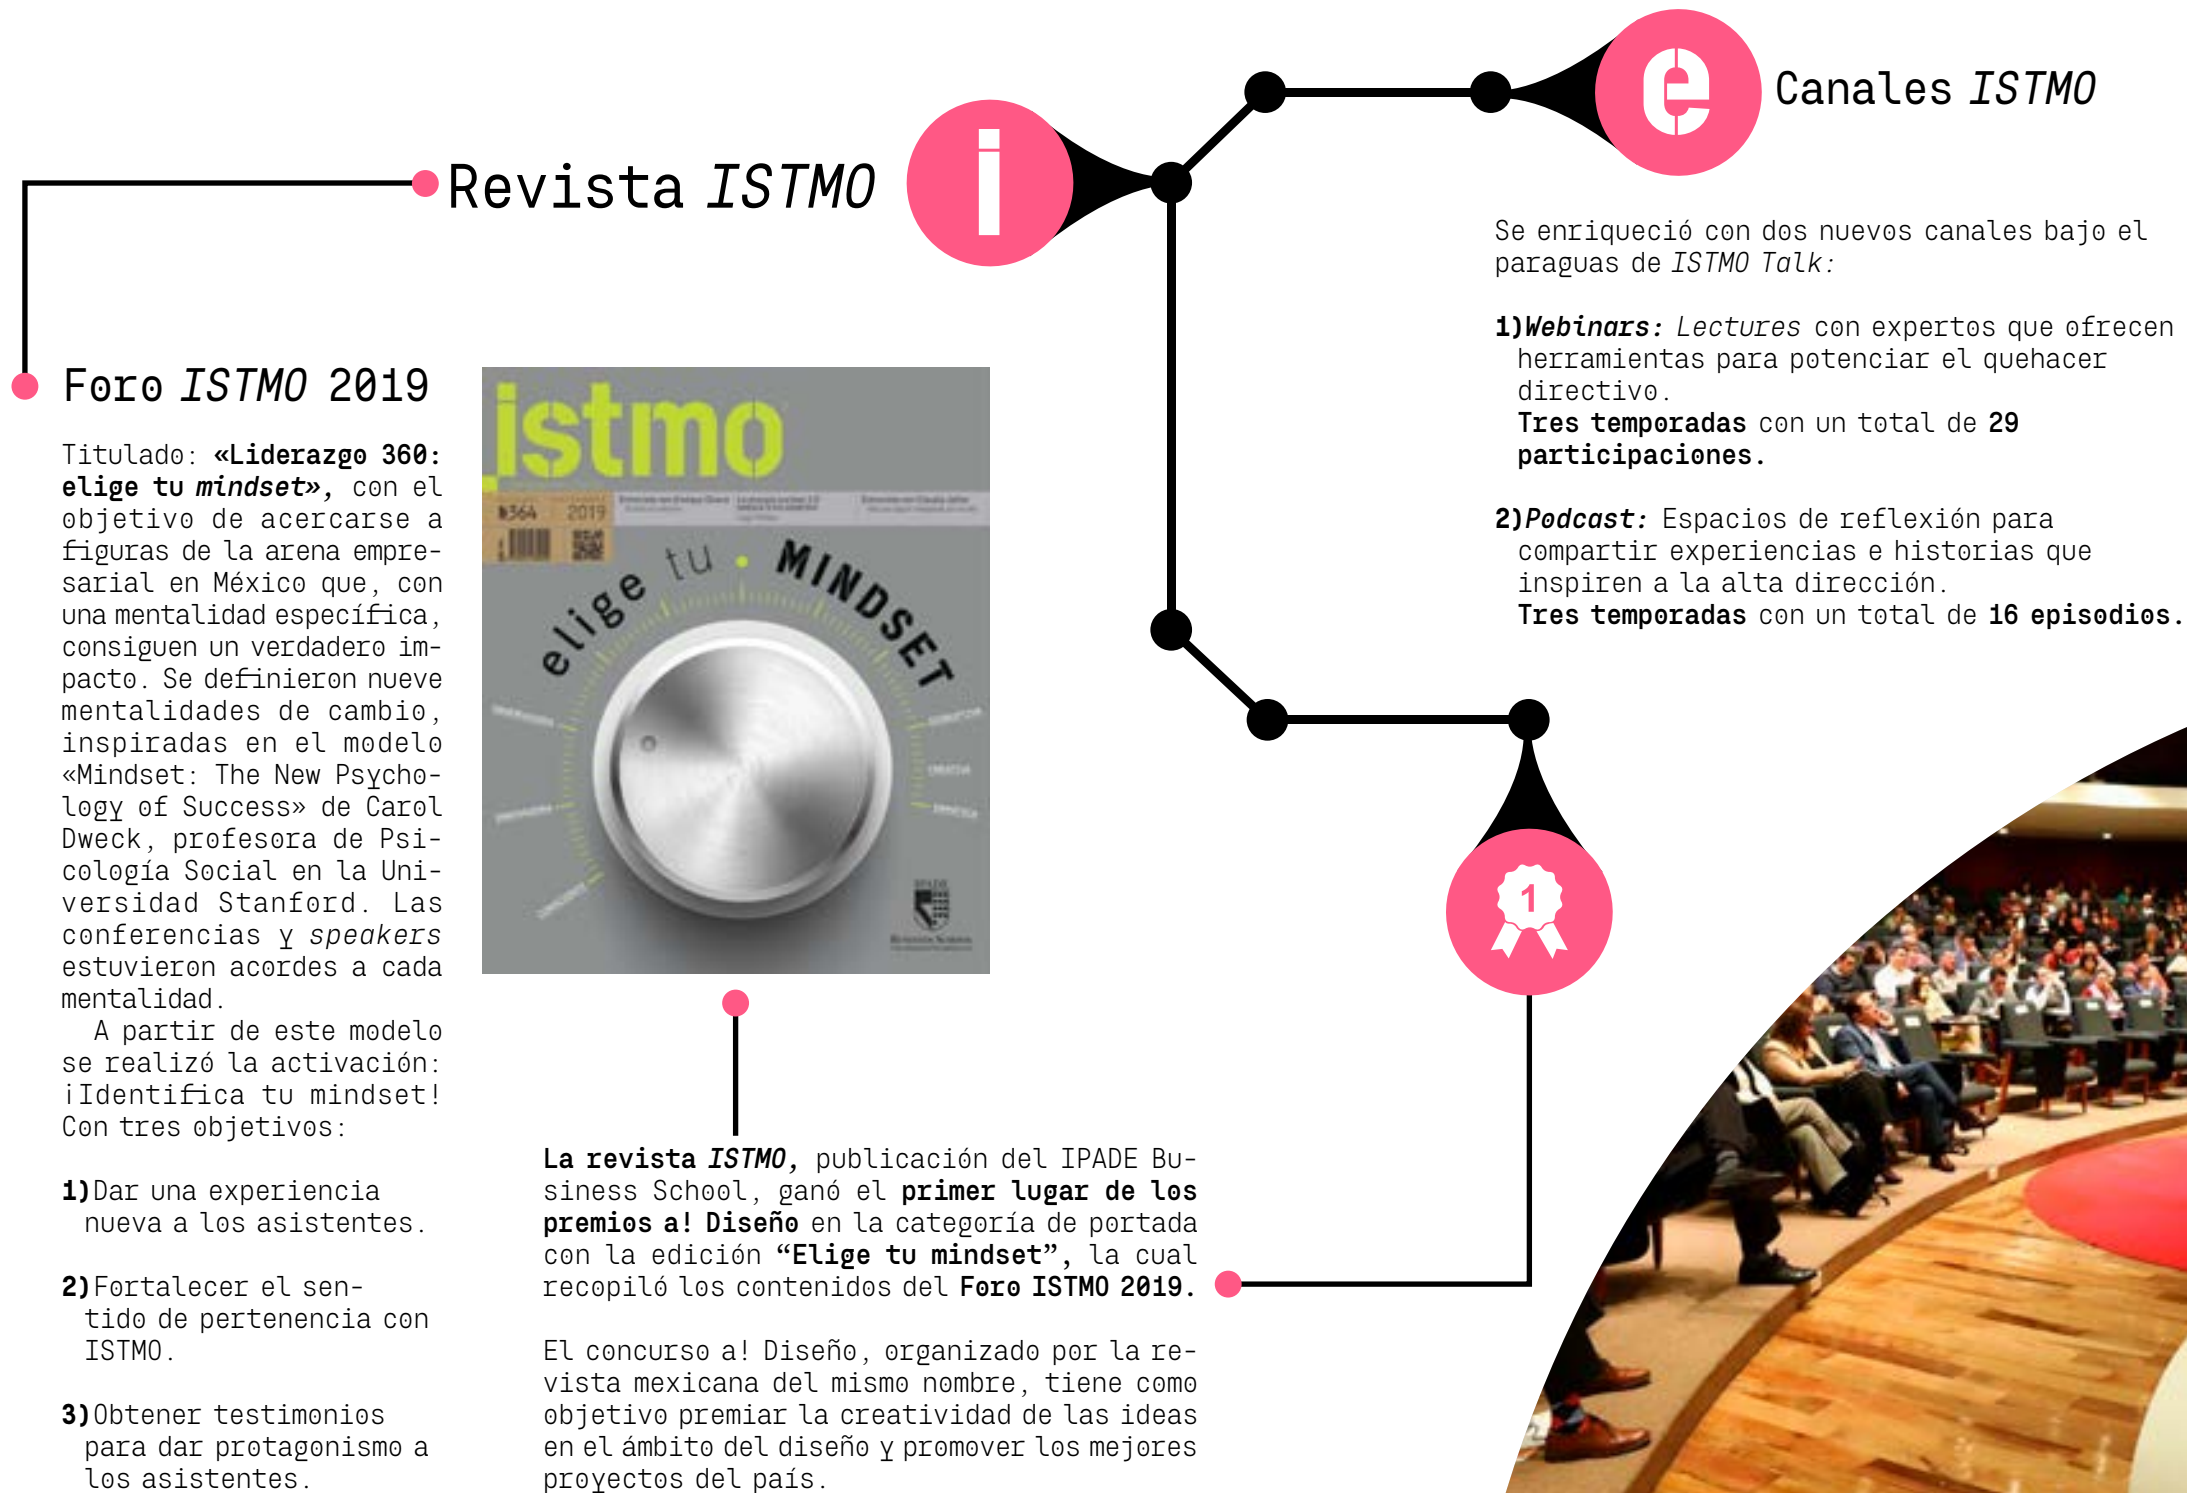 Revista ISTMO
i
e
Canales ISTMO
Se enriqueció con dos nuevos canales bajo el
paraguas de ISTMO Talk:
1)Webinars: Lectures con expertos que ofrecen
herramientas para potenciar el quehacer
directivo.
Tres temporadas con un total de 29
participaciones.
2)Podcast: Espacios de reflexión para
compartir experiencias e historias que
inspiren a la alta dirección.
Tres temporadas con un total de 16 episodios.
Foro ISTMO 2019
Titulado: «Liderazgo 360:
elige tu mindset», con el
objetivo de acercarse a
figuras de la arena empre-
sarial en México que, con
una mentalidad específica,
consiguen un verdadero im-
pacto. Se definieron nueve
mentalidades de cambio,
inspiradas en el modelo
«Mindset: The New Psycho-
logy of Success» de Carol
Dweck, profesora de Psi-
cología Social en la Uni-
versidad Stanford. Las
conferencias y speakers
estuvieron acordes a cada
mentalidad.
A partir de este modelo
se realizó la activación:
¡Identifica tu mindset!
Con tres objetivos:
1)Dar una experiencia
nueva a los asistentes.
2)Fortalecer el sen-
tido de pertenencia con
ISTMO.
3)Obtener testimonios
para dar protagonismo a
los asistentes.
istmo
364 2019
elige tu MINDSET
CREATIVA
IPADE
BUSINESS SCHOOL
1
La revista ISTMO, publicación del IPADE Bu-
siness School, ganó el primer lugar de los
premios a! Diseño en la categoría de portada
con la edición “Elige tu mindset”, la cual
recopiló los contenidos del Foro ISTMO 2019.
El concurso a! Diseño, organizado por la re-
vista mexicana del mismo nombre, tiene como
objetivo premiar la creatividad de las ideas
en el ámbito del diseño y promover los mejores
proyectos del país.